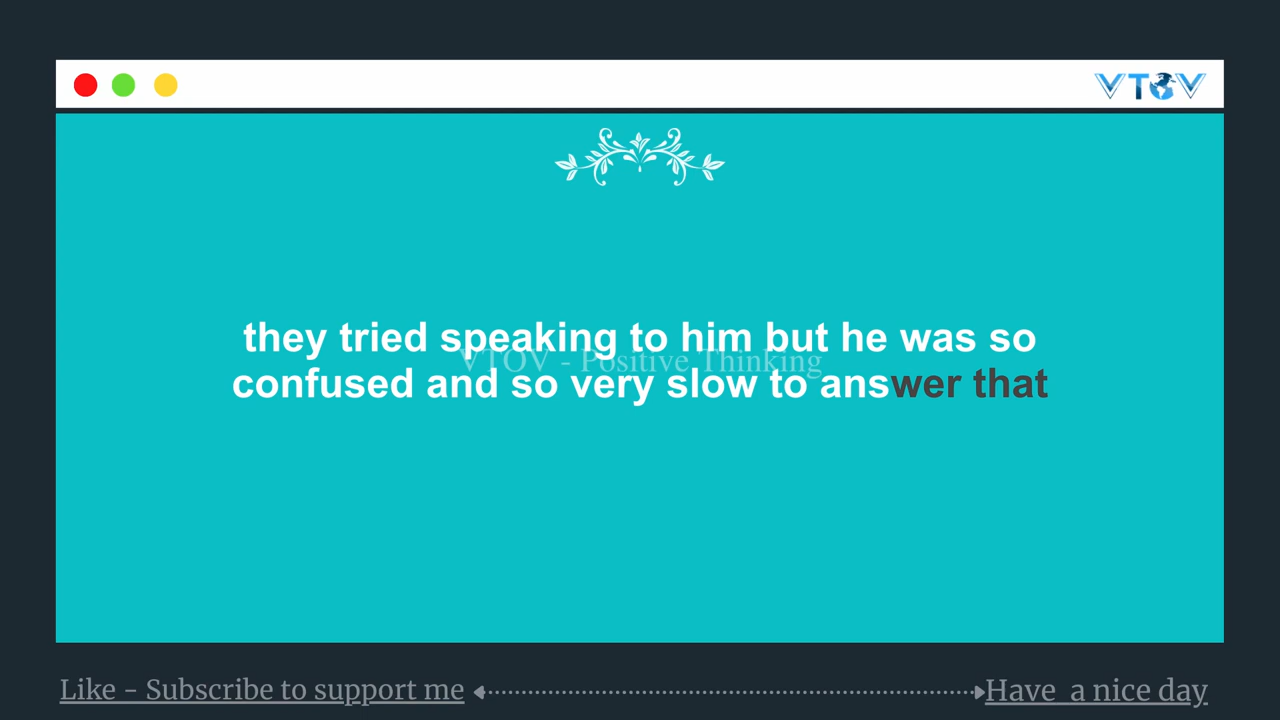 VTOV
they tried speaking to him but he was so
VTOV - Positive Thinking
confused and so very slow to answer that
Like - Subscribe to support me
Have a nice day